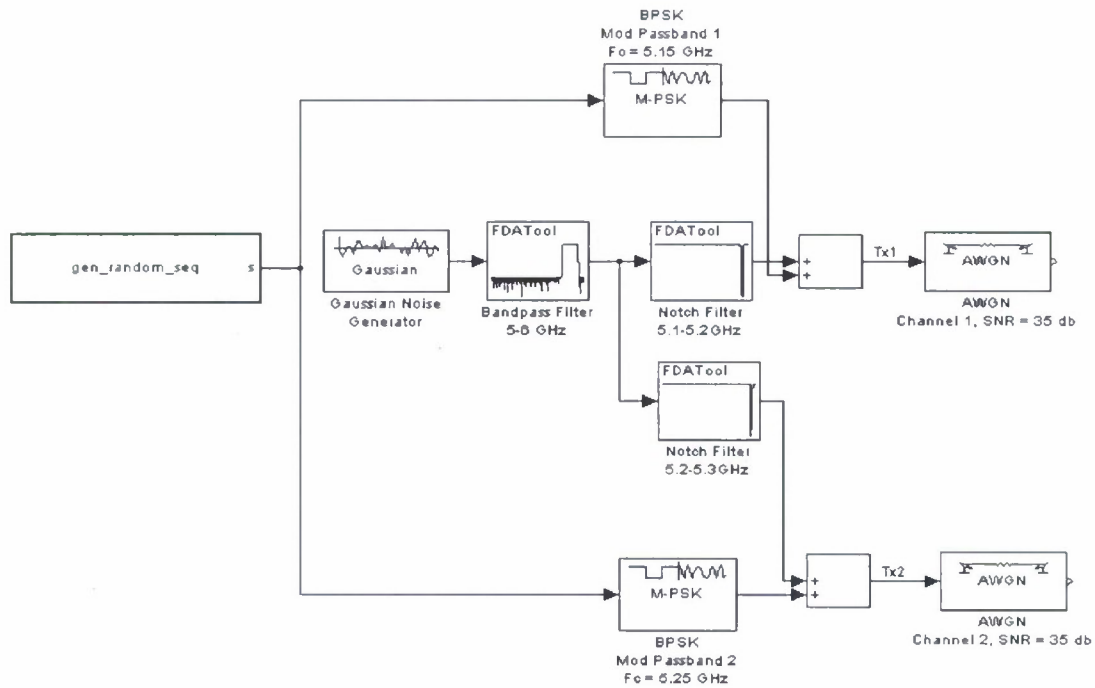 BPSK
Mod Passband 1
Fc = 5.15 GHz
M-PSK
gen_random_seq
s
Gaussian
Gaussian Noise
Generator
FDATool
Bandpass Filter
5-6 GHz
FDATool
Notch Filter
5.1-5.2GHz
+
+
Tx1
AWGN
AWGN
Channel 1, SNR = 35 db
FDATool
Notch Filter
5.2-5.3GHz
M-PSK
BPSK
Mod Passband 2
Fc = 5.25 GHz
+
+
Tx2
AWGN
AWGN
Channel 2, SNR = 35 db